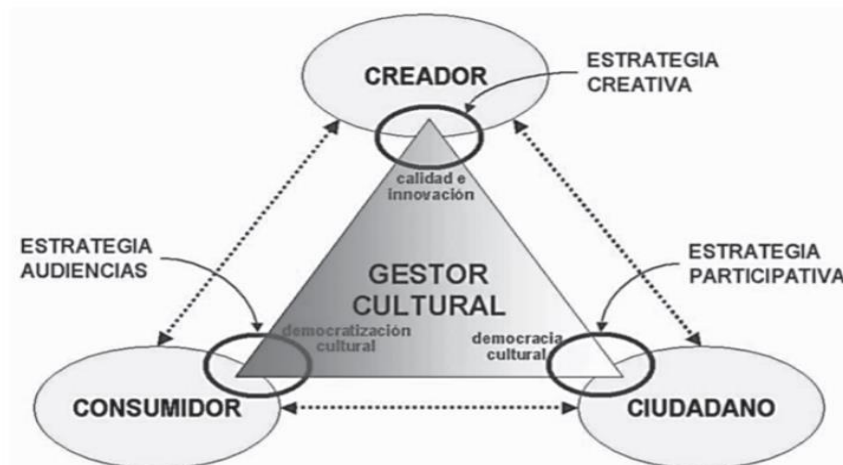 ESTRATEGIA
CREATIVA
CREADOR
calidad e
innovación
ESTRATEGIA
AUDIENCIAS
ESTRATEGIA
PARTICIPATIVA
GESTOR
CULTURAL
democratización
cultural
democracia
cultural
CONSUMIDOR
CIUDADANO